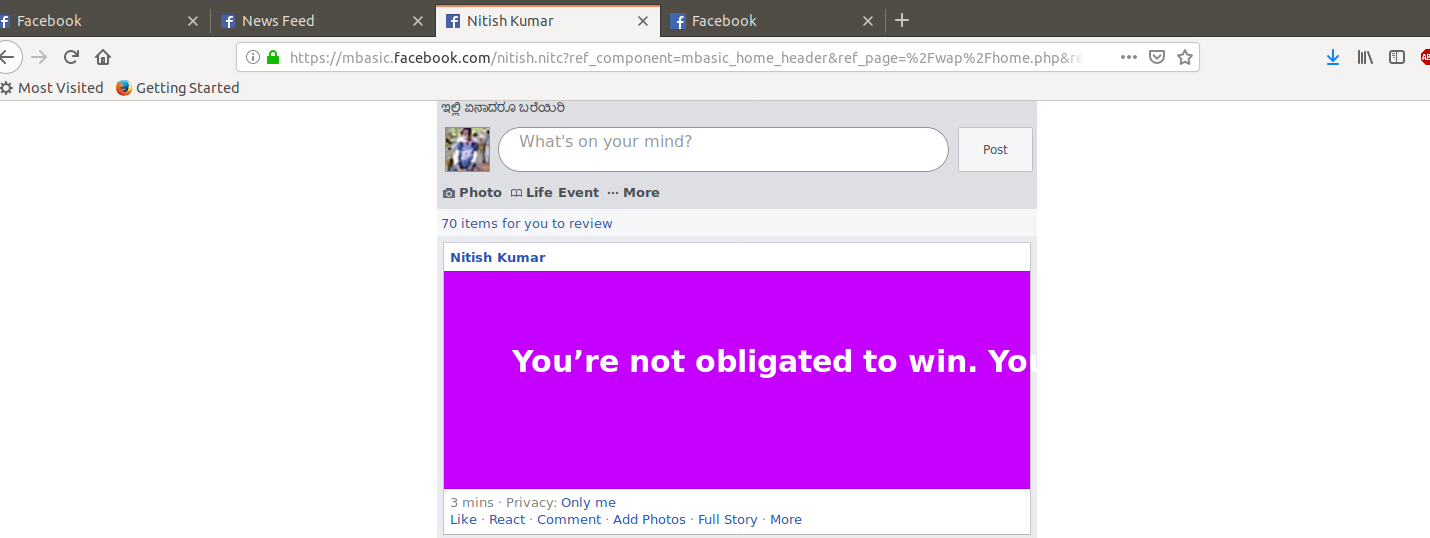 Facebook
News Feed
Nitish Kumar
Facebook
https://mbasic.facebook.com/nitish.nitc?ref_component=mbasic_home_header&ref_page=%2Fwap%2Fhome.php&re
Most Visited
Getting Started
ಇಲ್ಲಿ ಏನಾದರೂ ಬರೆಯಿರಿ
What's on your mind?
Post
Photo Life Event ··· More
70 items for you to review
Nitish Kumar
You’re not obligated to win. You
3 mins · Privacy: Only me
Like · React · Comment · Add Photos · Full Story · More